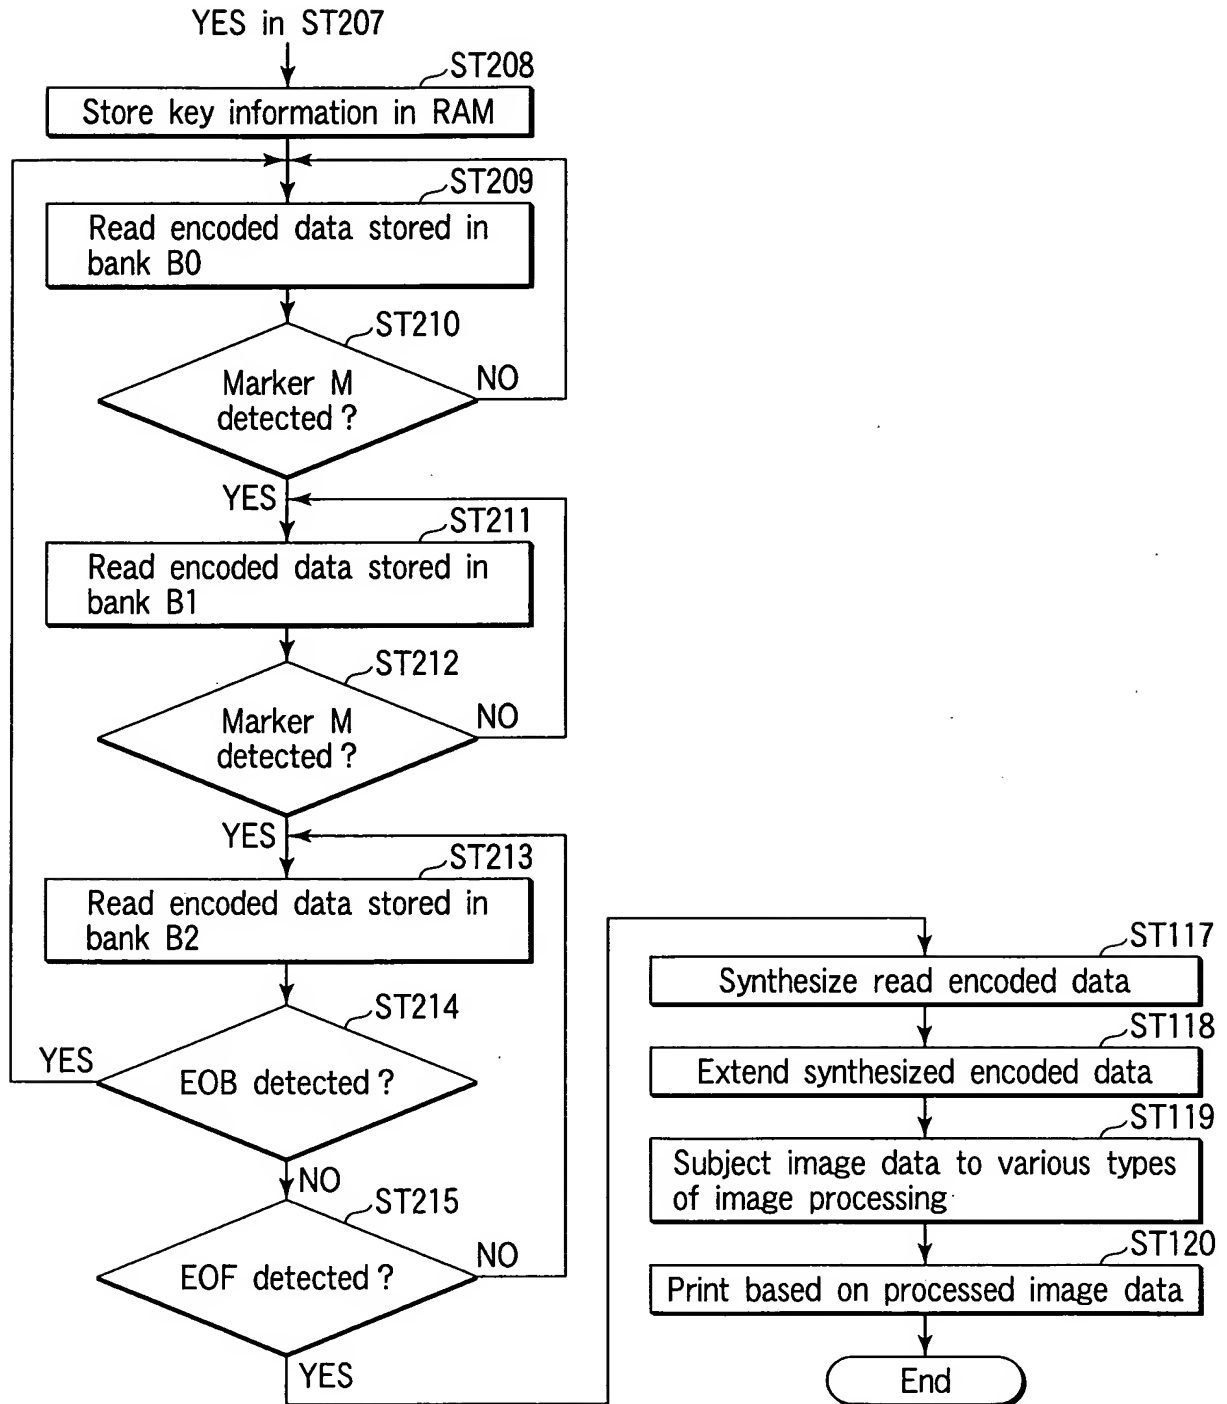 YES in ST207
ST208
Store key information in RAM
ST209
Read encoded data stored in
bank B0
ST210
Marker M
detected ?
NO
YES
ST211
Read encoded data stored in
bank B1
ST212
Marker M
detected ?
NO
YES
ST213
Read encoded data stored in
bank B2
ST214
EOB detected ?
YES
NO
ST215
EOF detected ?
NO
YES
ST117
Synthesize read encoded data
ST118
Extend synthesized encoded data
ST119
Subject image data to various types
of image processing
ST120
Print based on processed image data
End